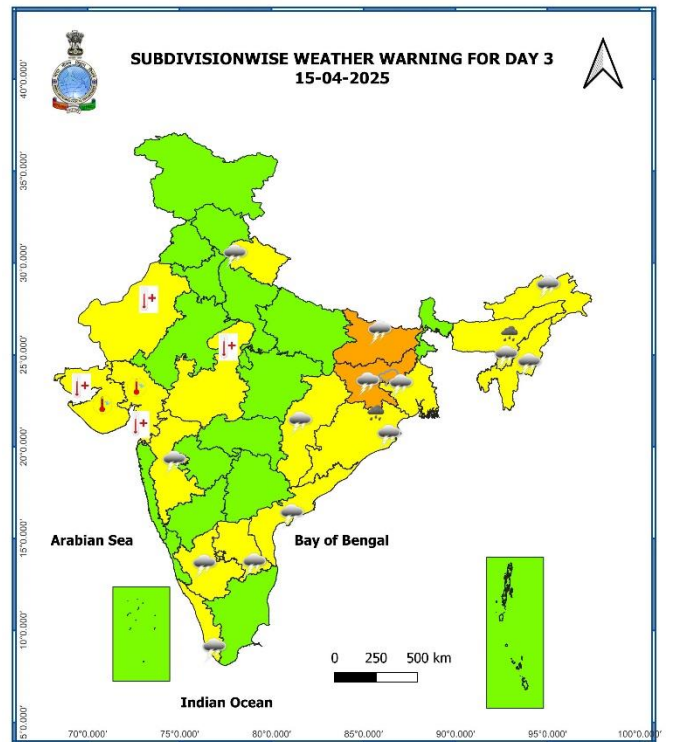 SUBDIVISIONWISE WEATHER WARNING FOR DAY 3
15-04-2025
40°0.000'
35°0.000'
30°0.000'
25°0.000'
20°0.000'
15°0.000'
10°0.000'
5°0.000'
Arabian Sea
Bay of Bengal
0 250 500 km
Indian Ocean
70°0.000' 75°0.000' 80°0.000' 85°0.000' 90°0.000' 95°0.000' 100°0.000'